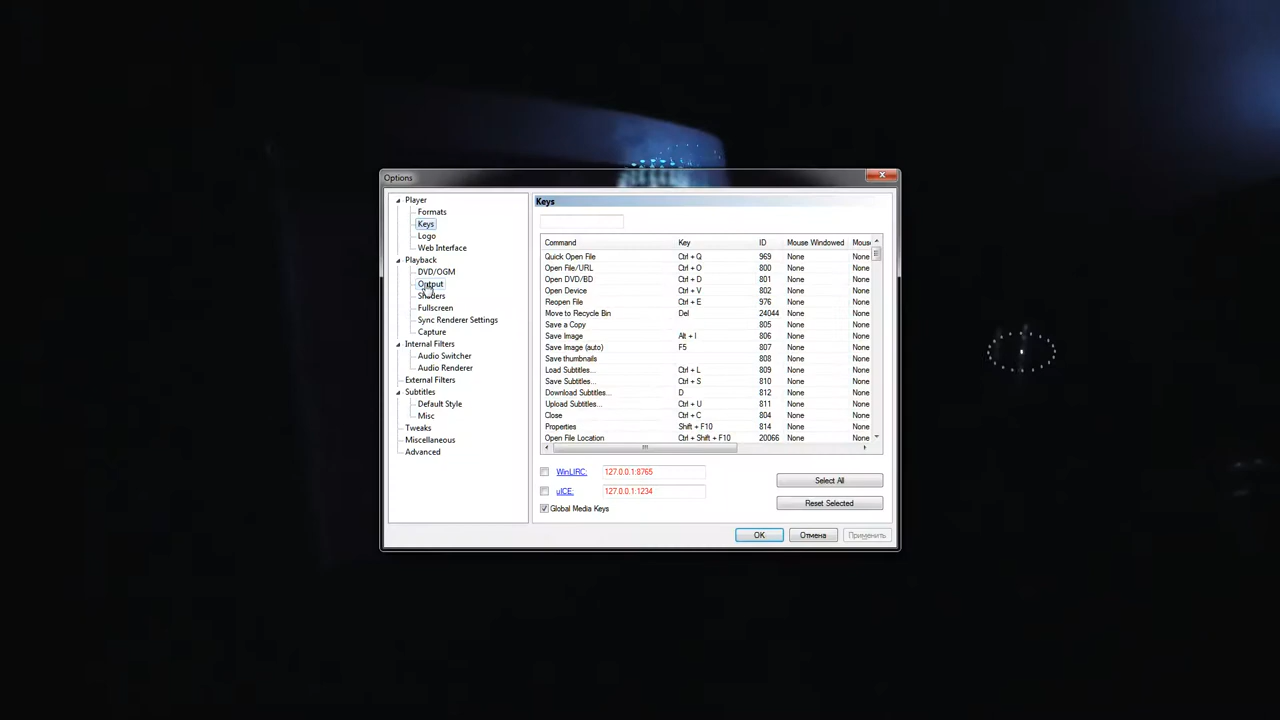 Options
Player
Formats
Keys
Logo
Web Interface
Playback
DVD/OGM
Output
Shaders
Fullscreen
Sync Renderer Settings
Capture
Internal Filters
Audio Switcher
Audio Renderer
External Filters
Subtitles
Default Style
Misc
Tweaks
Miscellaneous
Advanced
Keys
Command Key ID Mouse Windowed Mouse
Quick Open File Ctrl + Q 969 None None
Open File/URL Ctrl + O 800 None None
Open DVD/BD Ctrl + D 801 None None
Open Device Ctrl + V 802 None None
Reopen File Ctrl + E 976 None None
Move to Recycle Bin Del 24044 None None
Save a Copy 805 None None
Save Image Alt + I 806 None None
Save Image (auto) F5 807 None None
Save thumbnails 808 None None
Load Subtitles... Ctrl + L 809 None None
Save Subtitles... Ctrl + S 810 None None
Download Subtitles... D 812 None None
Upload Subtitles... Ctrl + U 811 None None
Close Ctrl + C 804 None None
Properties Shift + F10 814 None None
Open File Location Ctrl + Shift + F10 20066 None None
WinLIRC: 127.0.0.1:8765
uICE: 127.0.0.1:1234
Global Media Keys
Select All
Reset Selected
OK Отмена Применить